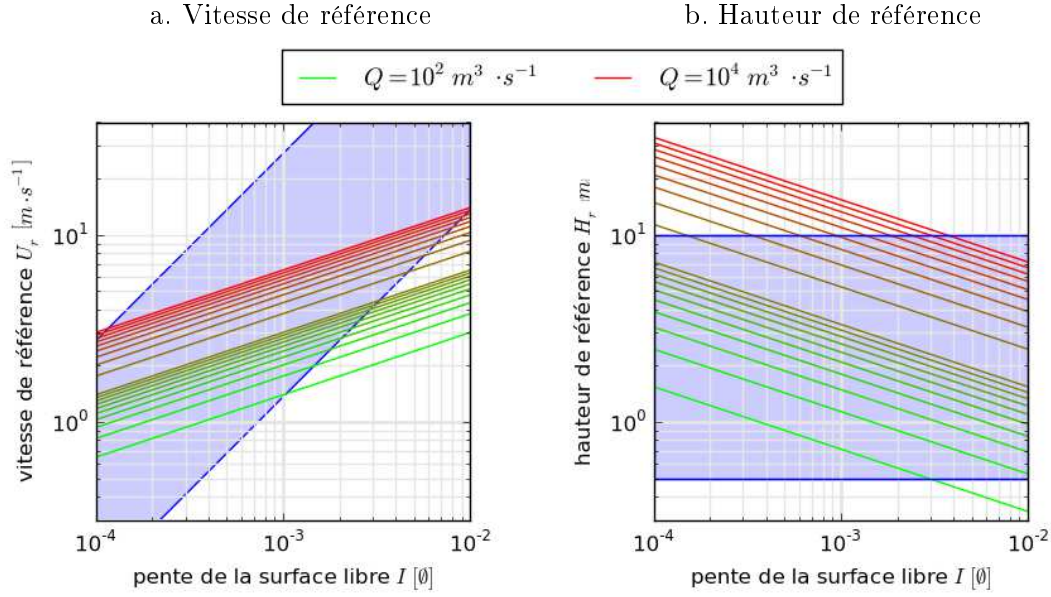 a. Vitesse de référence
b. Hauteur de référence
Q = 10² m³ · s⁻¹
Q = 10⁴ m³ · s⁻¹
vitesse de référence Uᵣ [m·s⁻¹]
10¹
10⁰
10⁻⁴ 10⁻³ 10⁻²
pente de la surface libre I [∅]
hauteur de référence Hᵣ [m]
10¹
10⁰
10⁻⁴ 10⁻³ 10⁻²
pente de la surface libre I [∅]